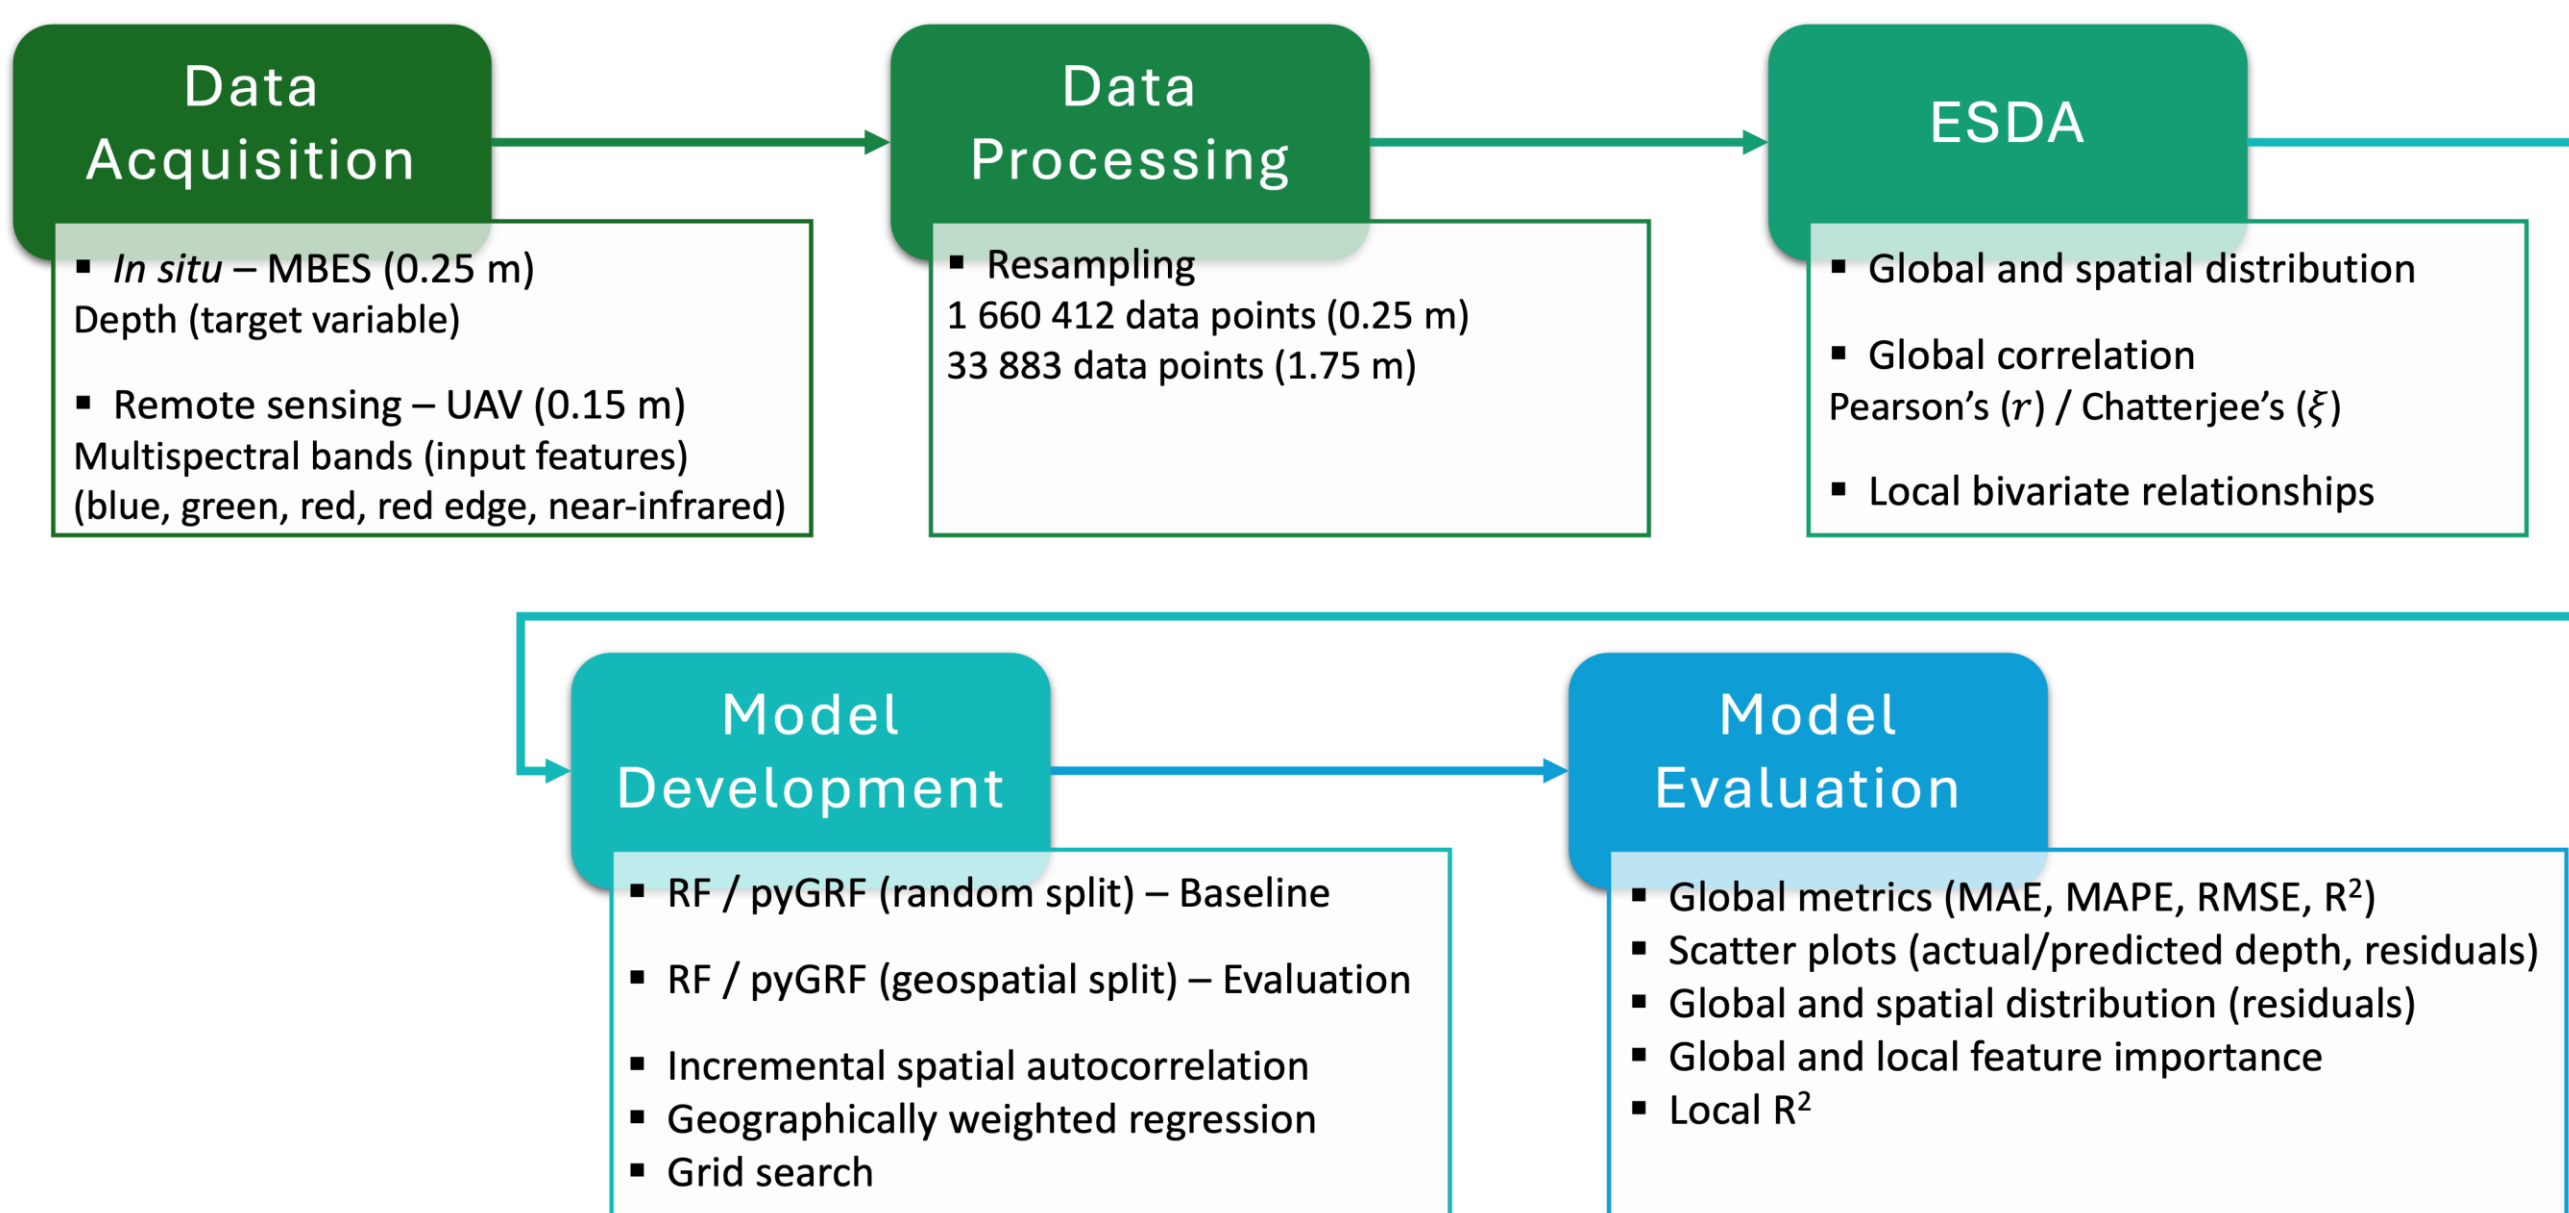 Data
Acquisition
▪ In situ – MBES (0.25 m)
Depth (target variable)
▪ Remote sensing – UAV (0.15 m)
Multispectral bands (input features)
(blue, green, red, red edge, near-infrared)
Data
Processing
▪ Resampling
1 660 412 data points (0.25 m)
33 883 data points (1.75 m)
ESDA
▪ Global and spatial distribution
▪ Global correlation
Pearson’s (r) / Chatterjee’s (ξ)
▪ Local bivariate relationships
Model
Development
▪ RF / pyGRF (random split) – Baseline
▪ RF / pyGRF (geospatial split) – Evaluation
▪ Incremental spatial autocorrelation
▪ Geographically weighted regression
▪ Grid search
Model
Evaluation
▪ Global metrics (MAE, MAPE, RMSE, R²)
▪ Scatter plots (actual/predicted depth, residuals)
▪ Global and spatial distribution (residuals)
▪ Global and local feature importance
▪ Local R²